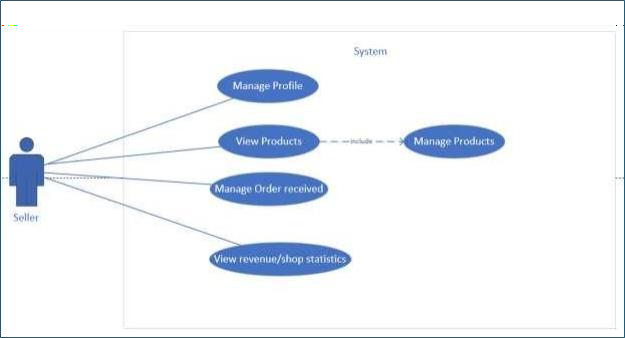 System
Manage Profile
View Products
include
Manage Products
Manage Order received
Seller
View revenue/shop statistics